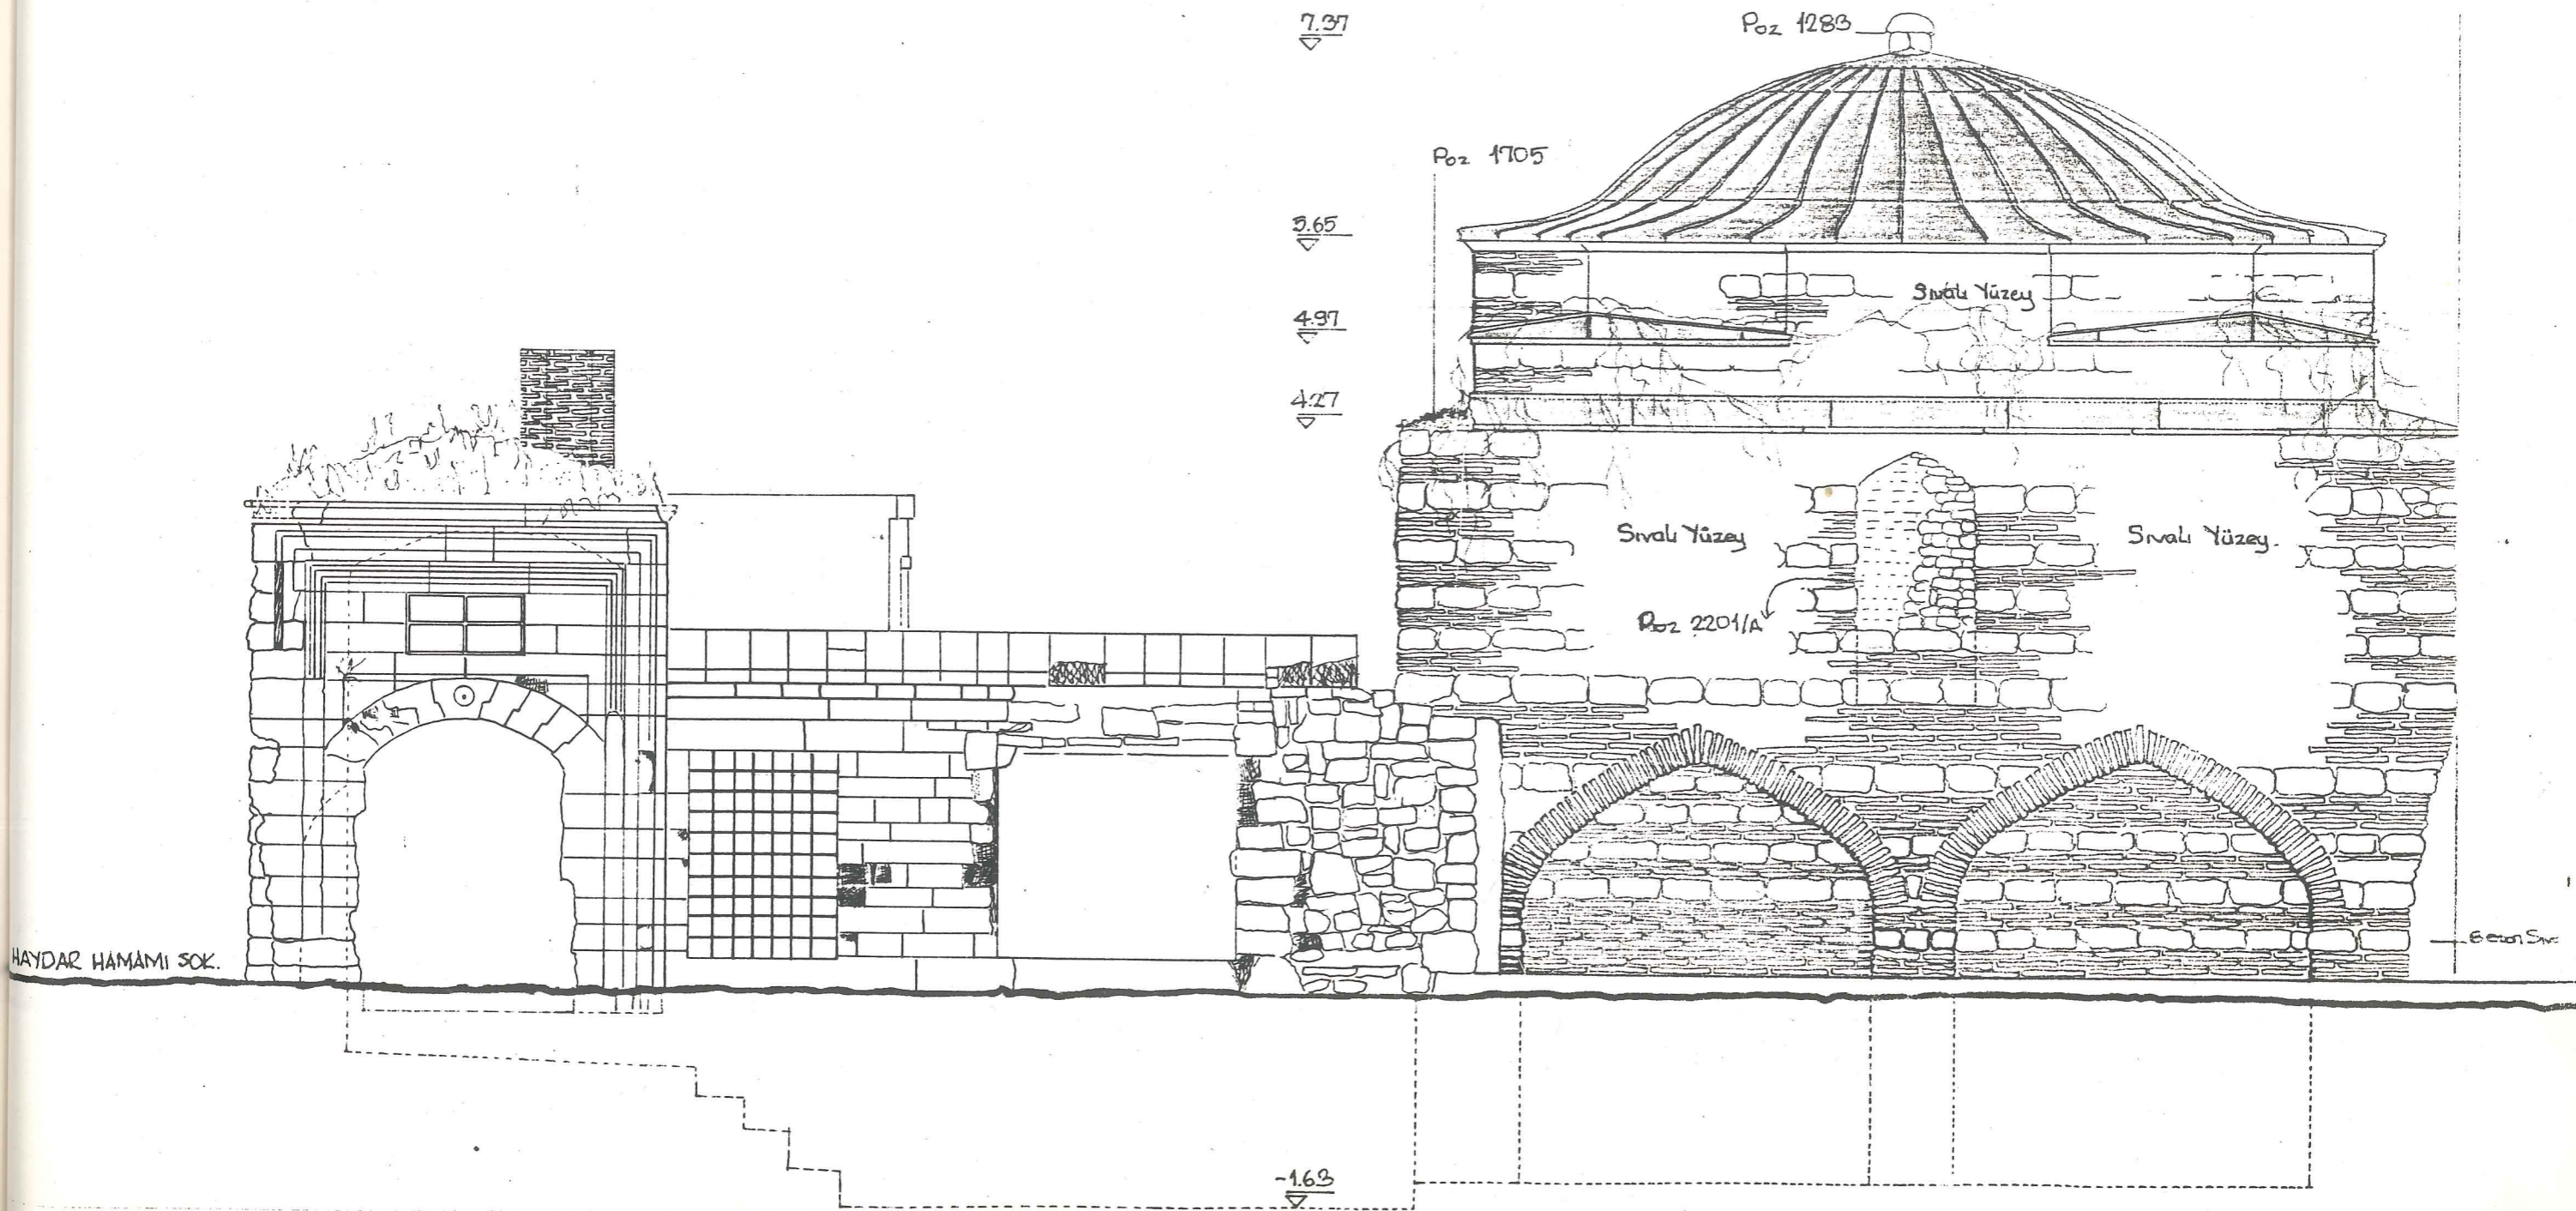 7.37
Poz 1283
Poz 1705
5.65
Sıvalı Yüzey
4.97
4.27
Sıvalı Yüzey
Sıvalı Yüzey.
Poz 2201/A
HAYDAR HAMAMI SOK.
-1.63